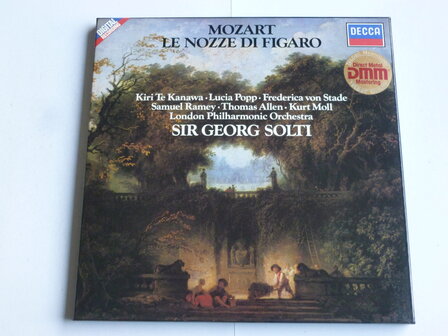 DIGITAL
RECORDING
MOZART
LE NOZZE DI FIGARO
DECCA
Direct Metal
DMM
Mastering
Kiri Te Kanawa · Lucia Popp · Frederica von Stade
Samuel Ramey · Thomas Allen · Kurt Moll
London Philharmonic Orchestra
SIR GEORG SOLTI